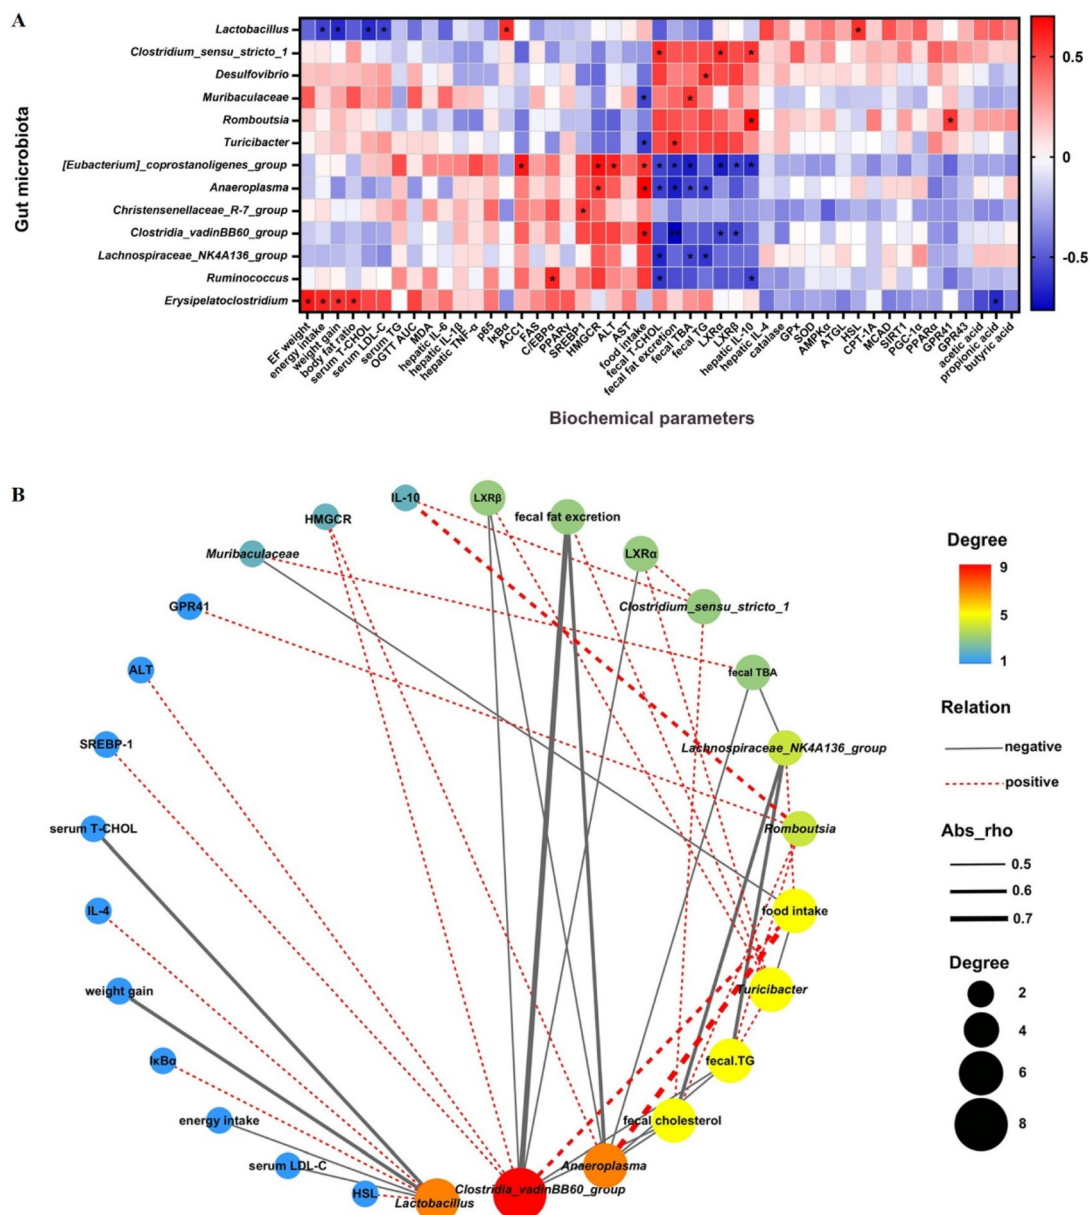 A
Gut microbiota
Lactobacillus
Clostridium_sensu_stricto_1
Desulfovibrio
Muribaculaceae
Romboutsia
Turicibacter
[Eubacterium]_coprostanoligenes_group
Anaeroplasma
Christensenellaceae_R-7_group
Clostridia_vadinBB60_group
Lachnospiraceae_NK4A136_group
Ruminococcus
Erysipelatoclostridium
0.5
0
-0.5
EF weight
energy intake
weight gain
body fat ratio
serum T-CHOL
serum LDL-C
serum TG
OGTT AUC
MDA
hepatic IL-6
hepatic IL-1β
hepatic TNF-α
p65
IκBα
ACC1
FAS
C/EBPα
PPARγ
SREBP1
HMGCR
ALT
AST
food intake
fecal T-CHOL
fecal fat excretion
fecal TBA
fecal TG
LXRα
LXRβ
hepatic IL-10
hepatic IL-4
catalase
GPx
SOD
AMPKα
ATGL
HSL
CPT-1A
MCAD
SIRT1
PGC-1α
PPARα
GPR41
GPR43
acetic acid
propionic acid
butyric acid
Biochemical parameters
B
IL-10
LXRβ
fecal fat excretion
HMGCR
Muribaculaceae
LXRα
Clostridium_sensu_stricto_1
GPR41
ALT
fecal TBA
SREBP-1
Lachnospiraceae_NK4A136_group
serum T-CHOL
Romboutsia
IL-4
food intake
weight gain
Turicibacter
IκBα
fecal.TG
energy intake
fecal cholesterol
serum LDL-C
Anaeroplasma
HSL
Lactobacillus
Clostridia_vadinBB60_group
Degree
9
5
1
Relation
negative
positive
Abs_rho
0.5
0.6
0.7
Degree
2
4
6
8